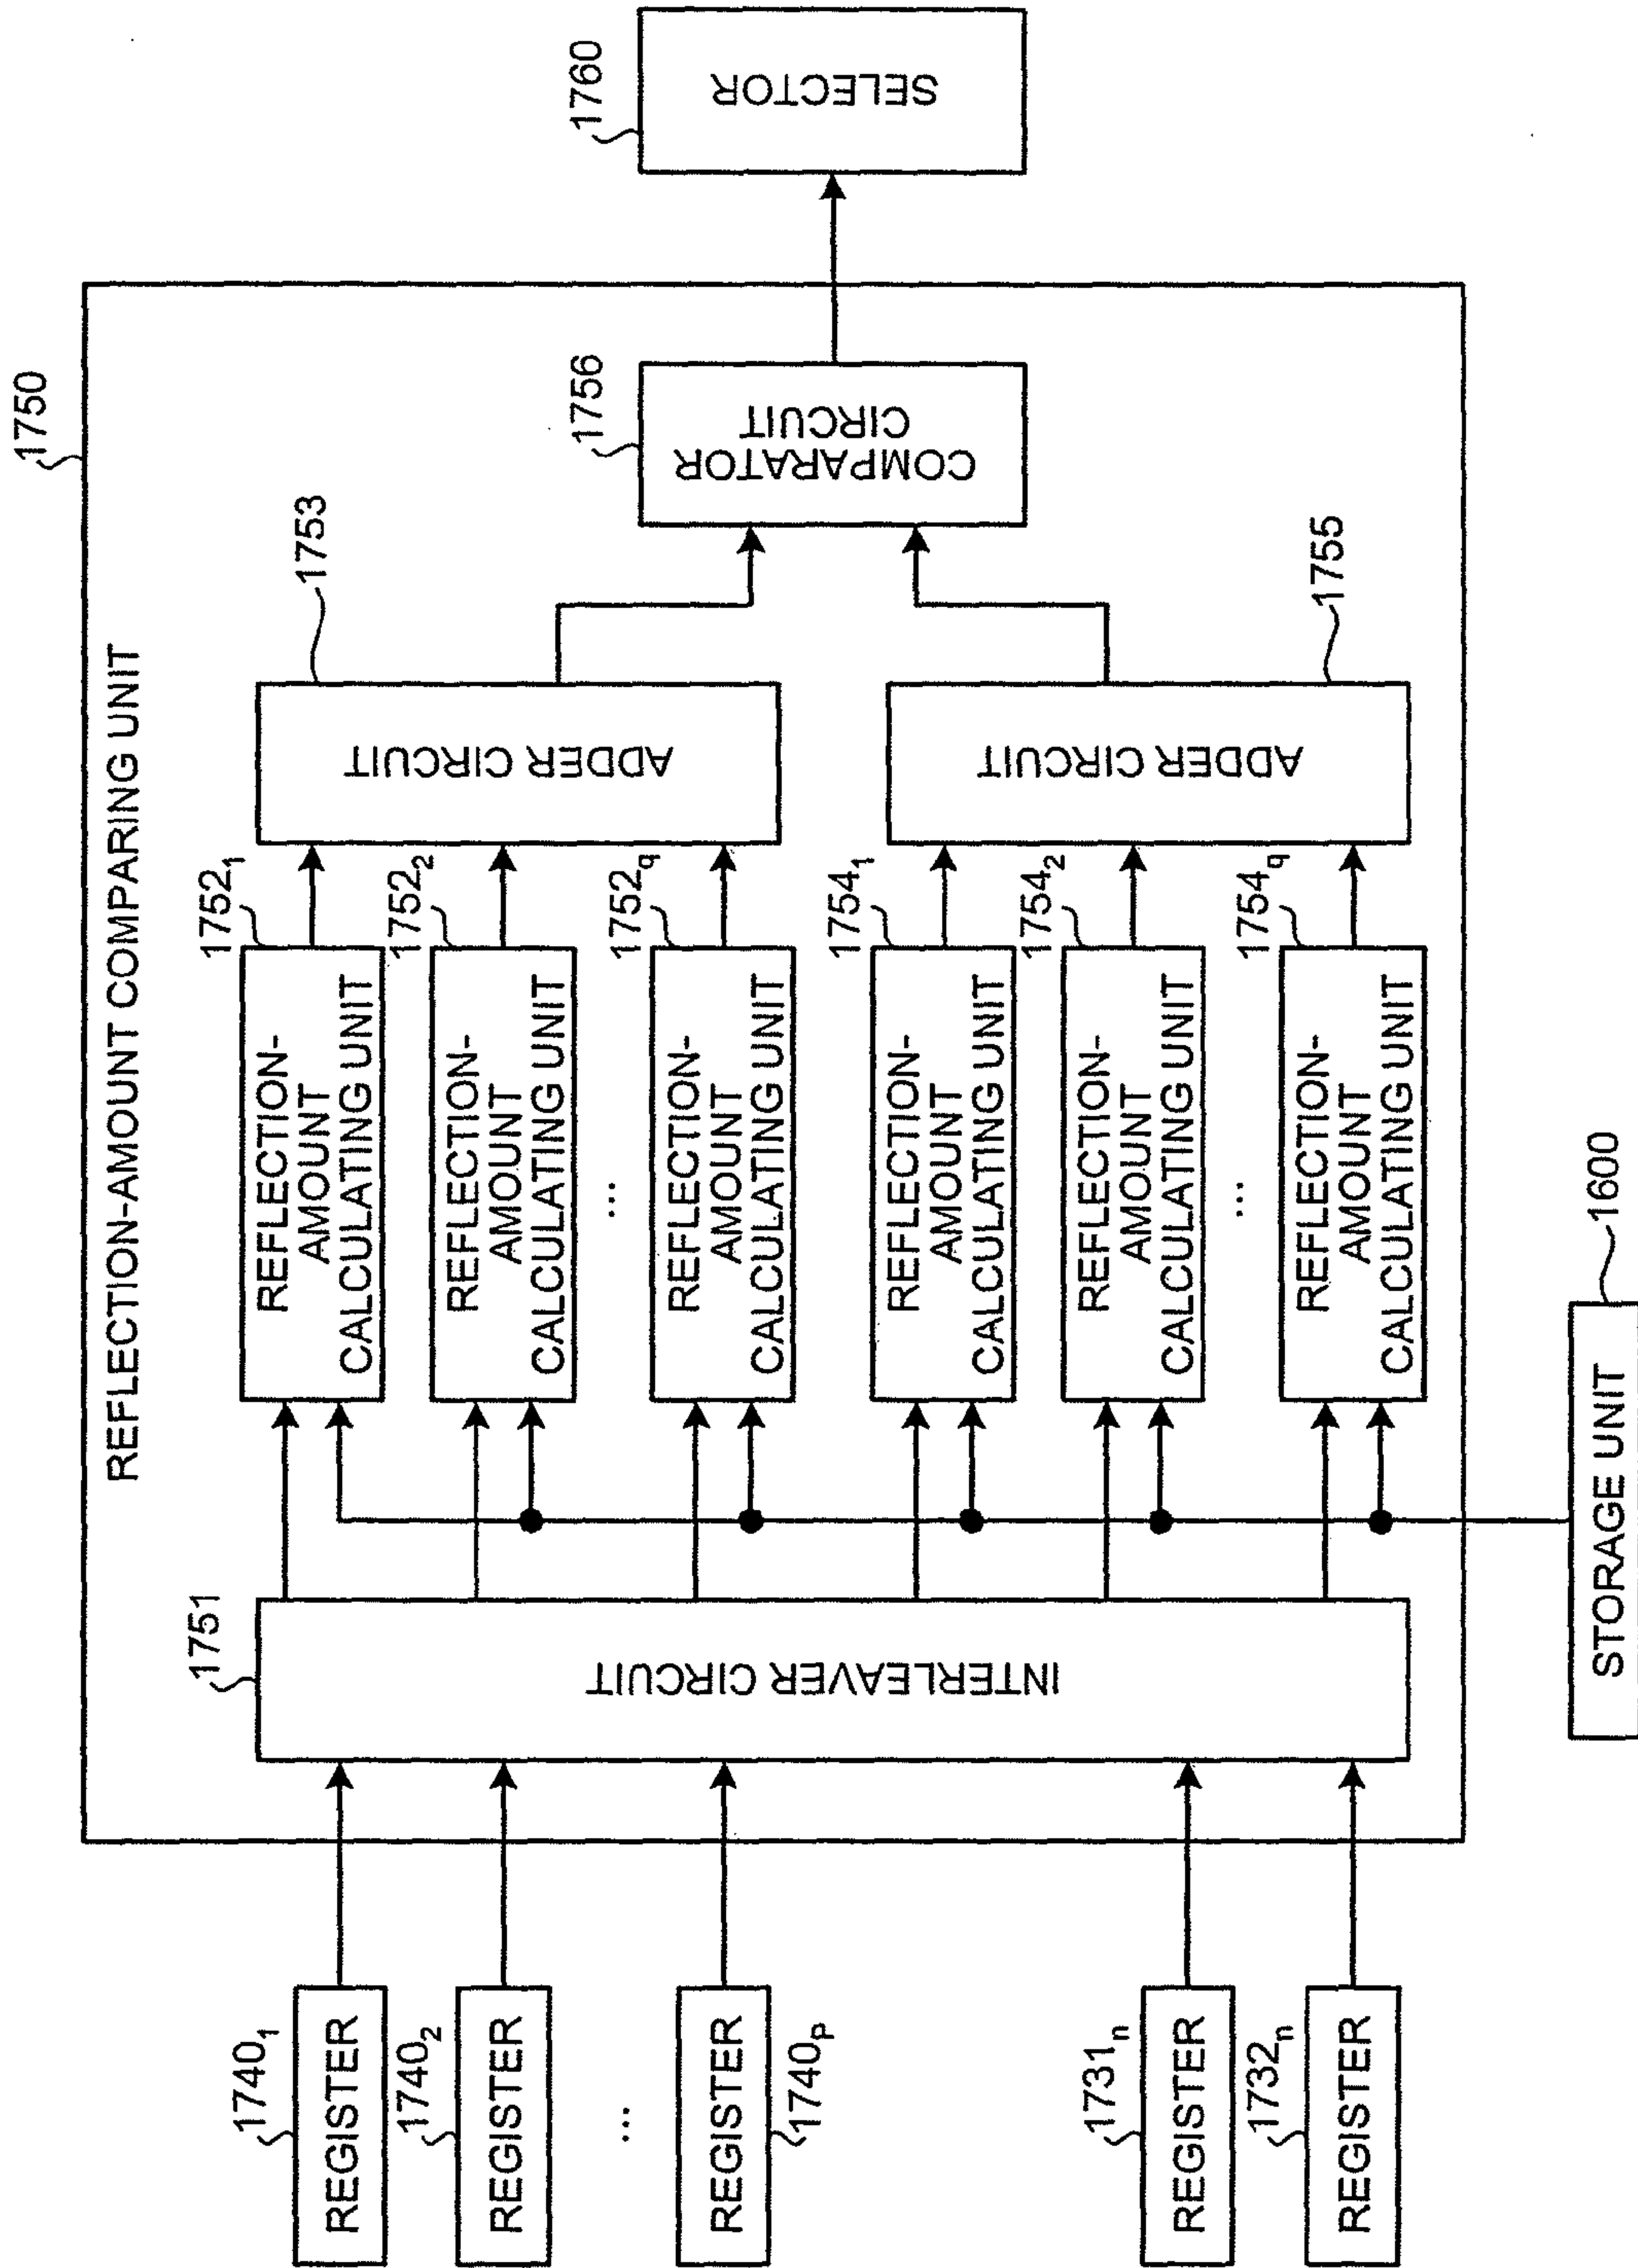 1750
REFLECTION-AMOUNT COMPARING UNIT
1740₁
REGISTER
1740₂
REGISTER
...
REGISTER
1740P
1731ₙ
REGISTER
1732ₙ
REGISTER
1751
INTERLEAVER CIRCUIT
1752₁
REFLECTION-
AMOUNT
CALCULATING UNIT
1752₂
REFLECTION-
AMOUNT
CALCULATING UNIT
...
1752q
REFLECTION-
AMOUNT
CALCULATING UNIT
1754₁
REFLECTION-
AMOUNT
CALCULATING UNIT
1754₂
REFLECTION-
AMOUNT
CALCULATING UNIT
...
1754q
REFLECTION-
AMOUNT
CALCULATING UNIT
1753
ADDER CIRCUIT
ADDER CIRCUIT
1755
1756
COMPARATOR
CIRCUIT
1760
SELECTOR
STORAGE UNIT
1600